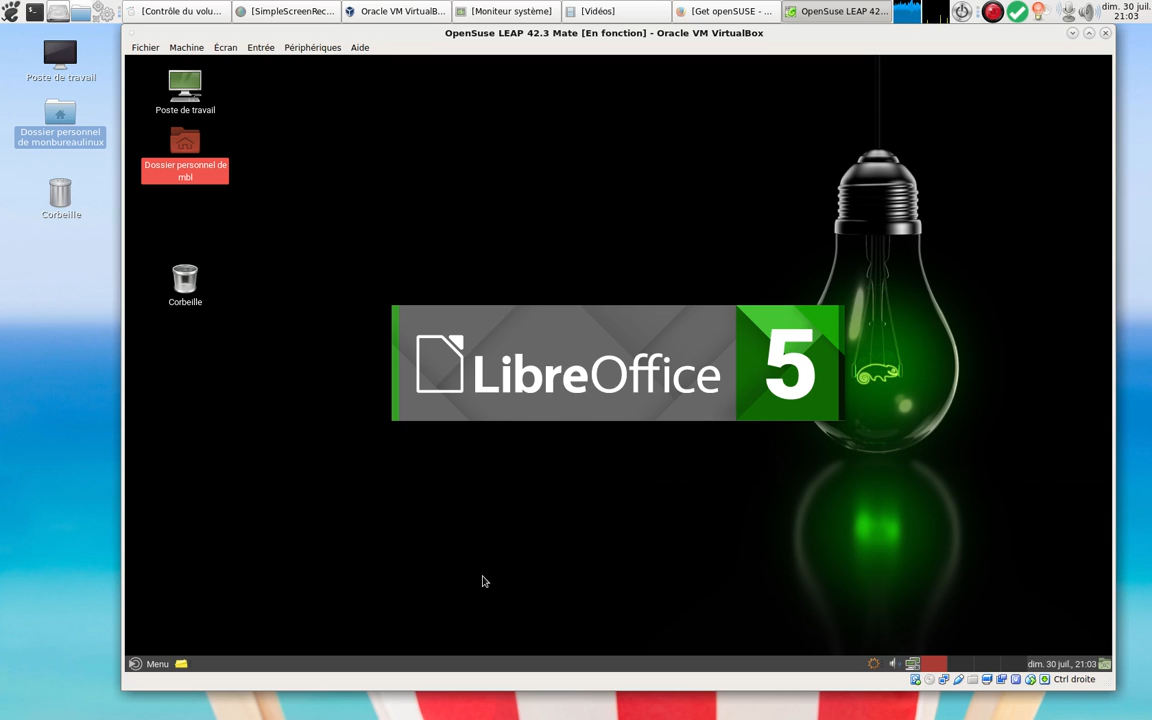 [Contrôle du volu...
[SimpleScreenRec...
Oracle VM VirtualB...
[Moniteur système]
[Vidéos]
[Get openSUSE - ...
OpenSuse LEAP 42...
dim. 30 juil.
21:03
OpenSuse LEAP 42.3 Mate [En fonction] - Oracle VM VirtualBox
Fichier Machine Écran Entrée Périphériques Aide
Poste de travail
Dossier personnel
de monbureaulinux
Corbeille
Poste de travail
Dossier personnel de
mbl
Corbeille
LibreOffice 5
Menu
dim. 30 juil., 21:03
Ctrl droite